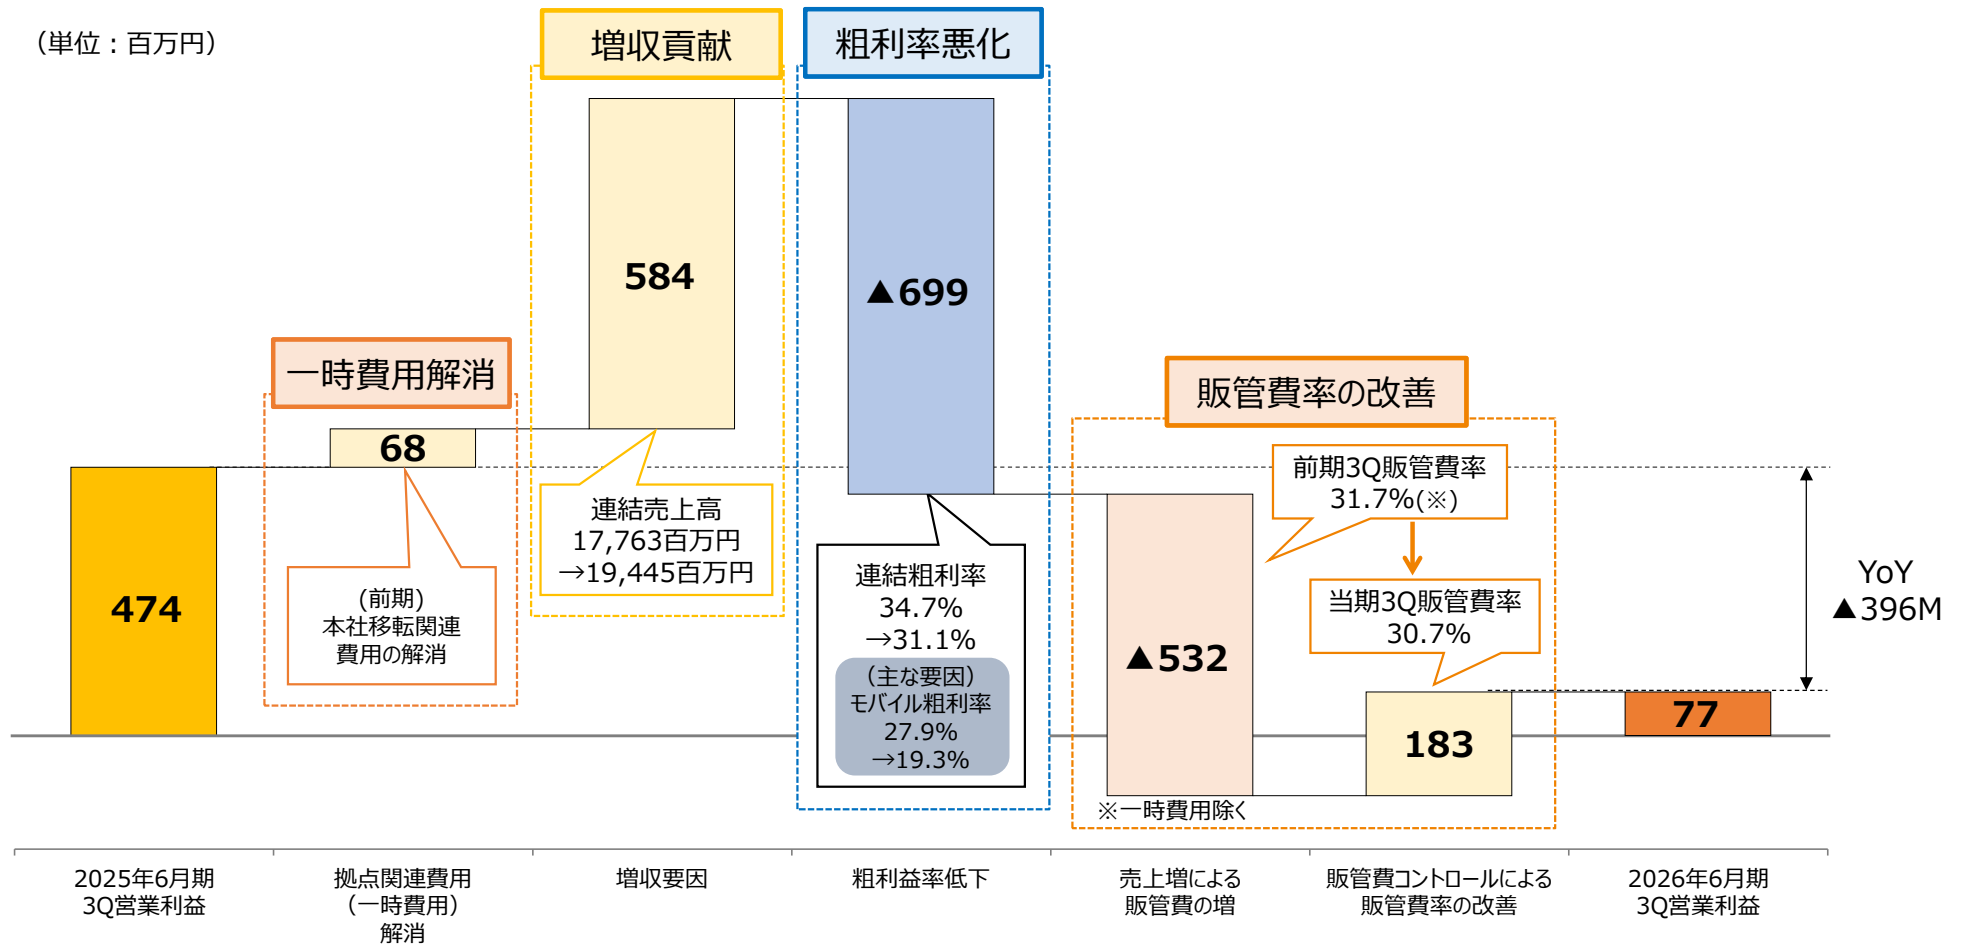 （単位：百万円）
増収貢献
粗利率悪化
584
▲699
一時費用解消
販管費率の改善
68
474
(前期)
本社移転関連
費用の解消
連結売上高
17,763百万円
→19,445百万円
連結粗利率
34.7%
→31.1%
(主な要因)
モバイル粗利率
27.9%
→19.3%
前期3Q販管費率
31.7%(※)
当期3Q販管費率
30.7%
▲532
183
77
YoY
▲396M
※一時費用除く
2025年6月期
3Q営業利益
拠点関連費用
（一時費用）
解消
増収要因
粗利益率低下
売上増による
販管費の増
販管費コントロールによる
販管費率の改善
2026年6月期
3Q営業利益